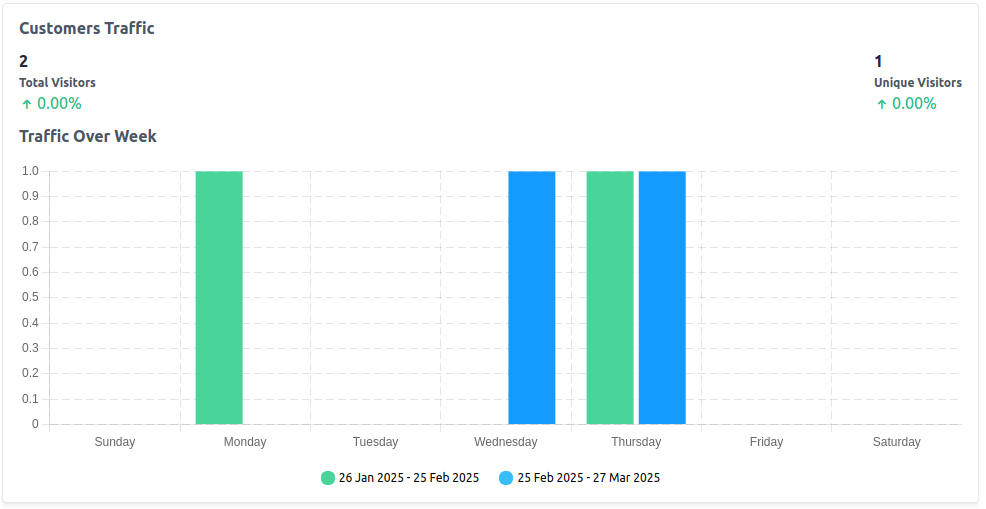 Customers Traffic
2
1
Total Visitors
Unique Visitors
↑ 0.00%
↑ 0.00%
Traffic Over Week
1.0
0.9
0.8
0.7
0.6
0.5
0.4
0.3
0.2
0.1
0
Sunday Monday Tuesday Wednesday Thursday Friday Saturday
26 Jan 2025 - 25 Feb 2025 25 Feb 2025 - 27 Mar 2025